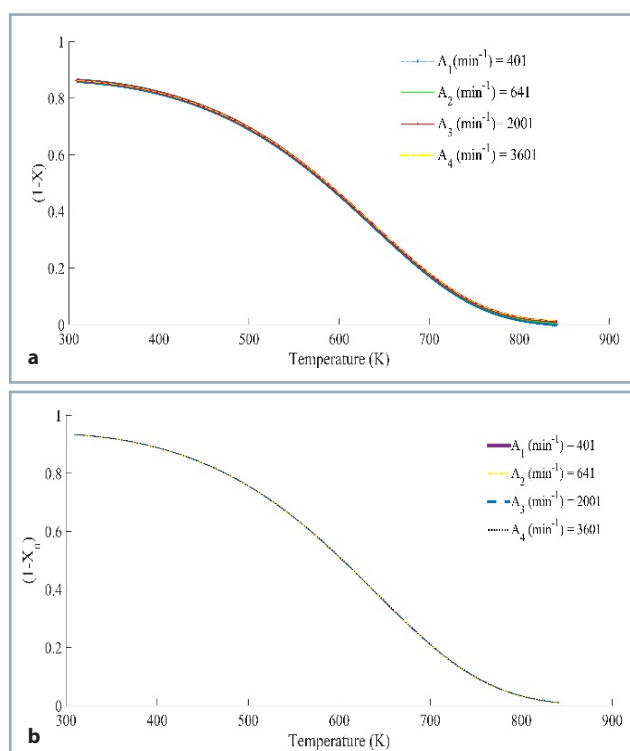 1
0.8
0.6
0.4
0.2
0
(1-X)
A1(min-1) = 401
A2 (min-1) = 641
A3 (min-1)= 2001
A4 (min-1) = 3601
300 400 500 600 700 800 900
Temperature (K)
a
1
0.8
0.6
0.4
0.2
0
(1-Xn)
A1 (min-1) = 401
A2 (min-1) = 641
A3 (min-1) = 2001
A4 (min-1) = 3601
300 400 500 600 700 800 900
Temperature (K)
b